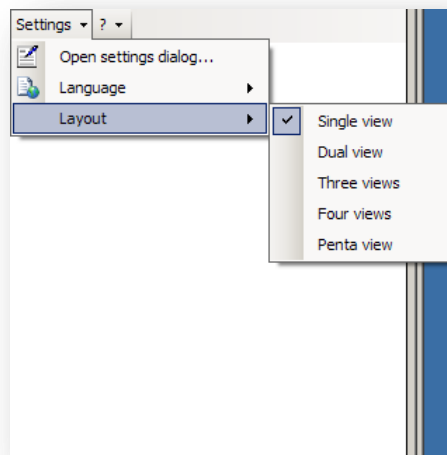 Settings ?
Open settings dialog...
Language
Layout
Single view
Dual view
Three views
Four views
Penta view